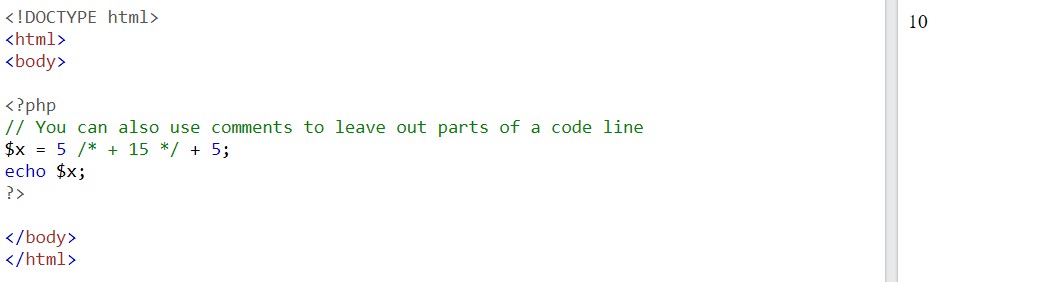 <!DOCTYPE html>
<html>
<body>
<?php
// You can also use comments to leave out parts of a code line
$x = 5 /* + 15 */ + 5;
echo $x;
?>
</body>
</html>
10